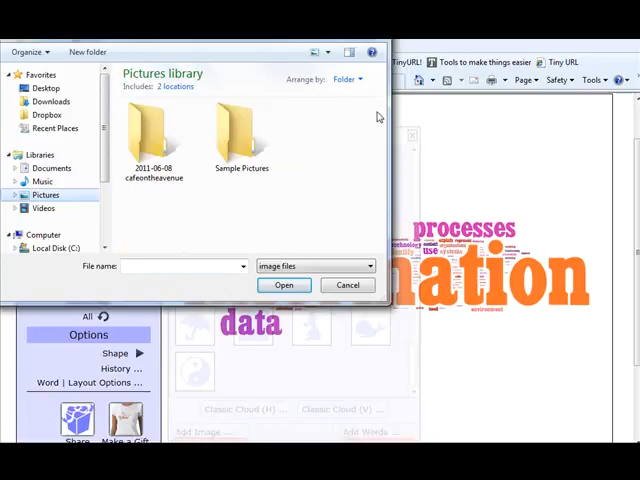 Organize
New folder
TinyURL!
Tools to make things easier
Tiny URL
Page
Safety
Tools
Favorites
Desktop
Downloads
Dropbox
Recent Places
Libraries
Documents
Music
Pictures
Videos
Computer
Local Disk (C:)
Pictures library
Includes: 2 locations
Arrange by: Folder
2011-06-08
cafeontheavenue
Sample Pictures
File name:
image files
Open
Cancel
processes
technology
use
nation
environment
data
All
Options
Shape
History ...
Word | Layout Options ...
Share
Make a Gift
Classic Cloud (H) ...
Classic Cloud (V) ...
Add Image ...
Add Words ...